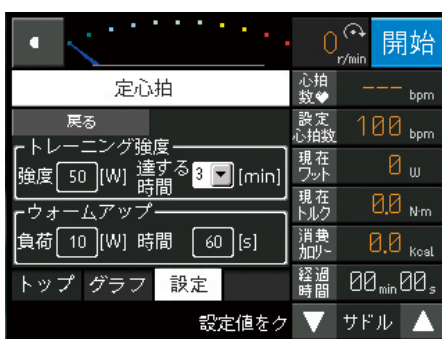 0 r/min
開始
定心拍
心拍数♥ --- bpm
戻る
設定心拍数 100 bpm
トレーニング強度
強度 50 [W] 達する時間 3 [min]
現在ワット 0 W
現在トルク 0.0 N·m
ウォームアップ
負荷 10 [W] 時間 60 [s]
消費カロリー 0.0 Kcal
トップ グラフ 設定
経過時間 00 min 00 s
設定値をク
サドル